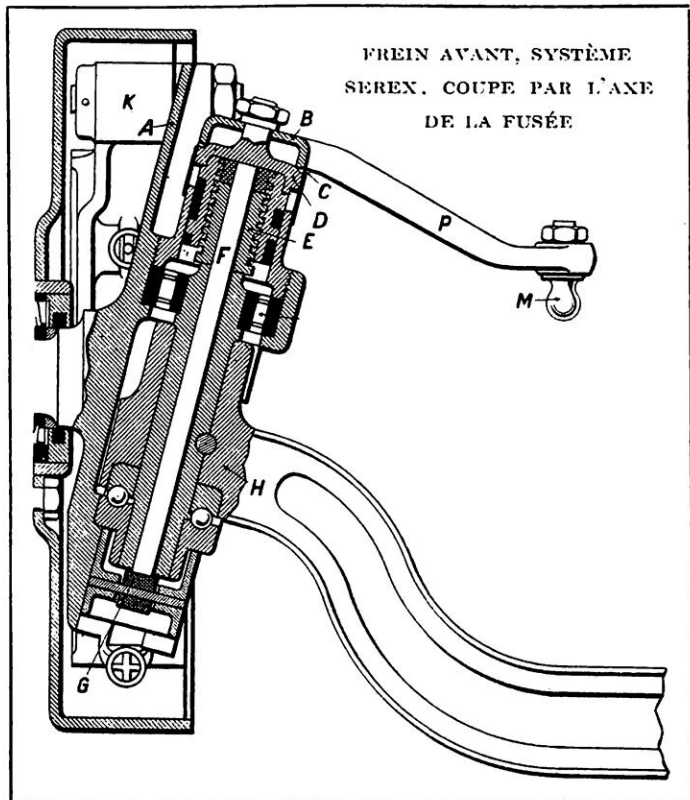 FREIN AVANT, SYSTÈME
SEREX. COUPE PAR L'AXE
DE LA FUSÉE
K
A
B
C
D
E
F
P
M
H
G